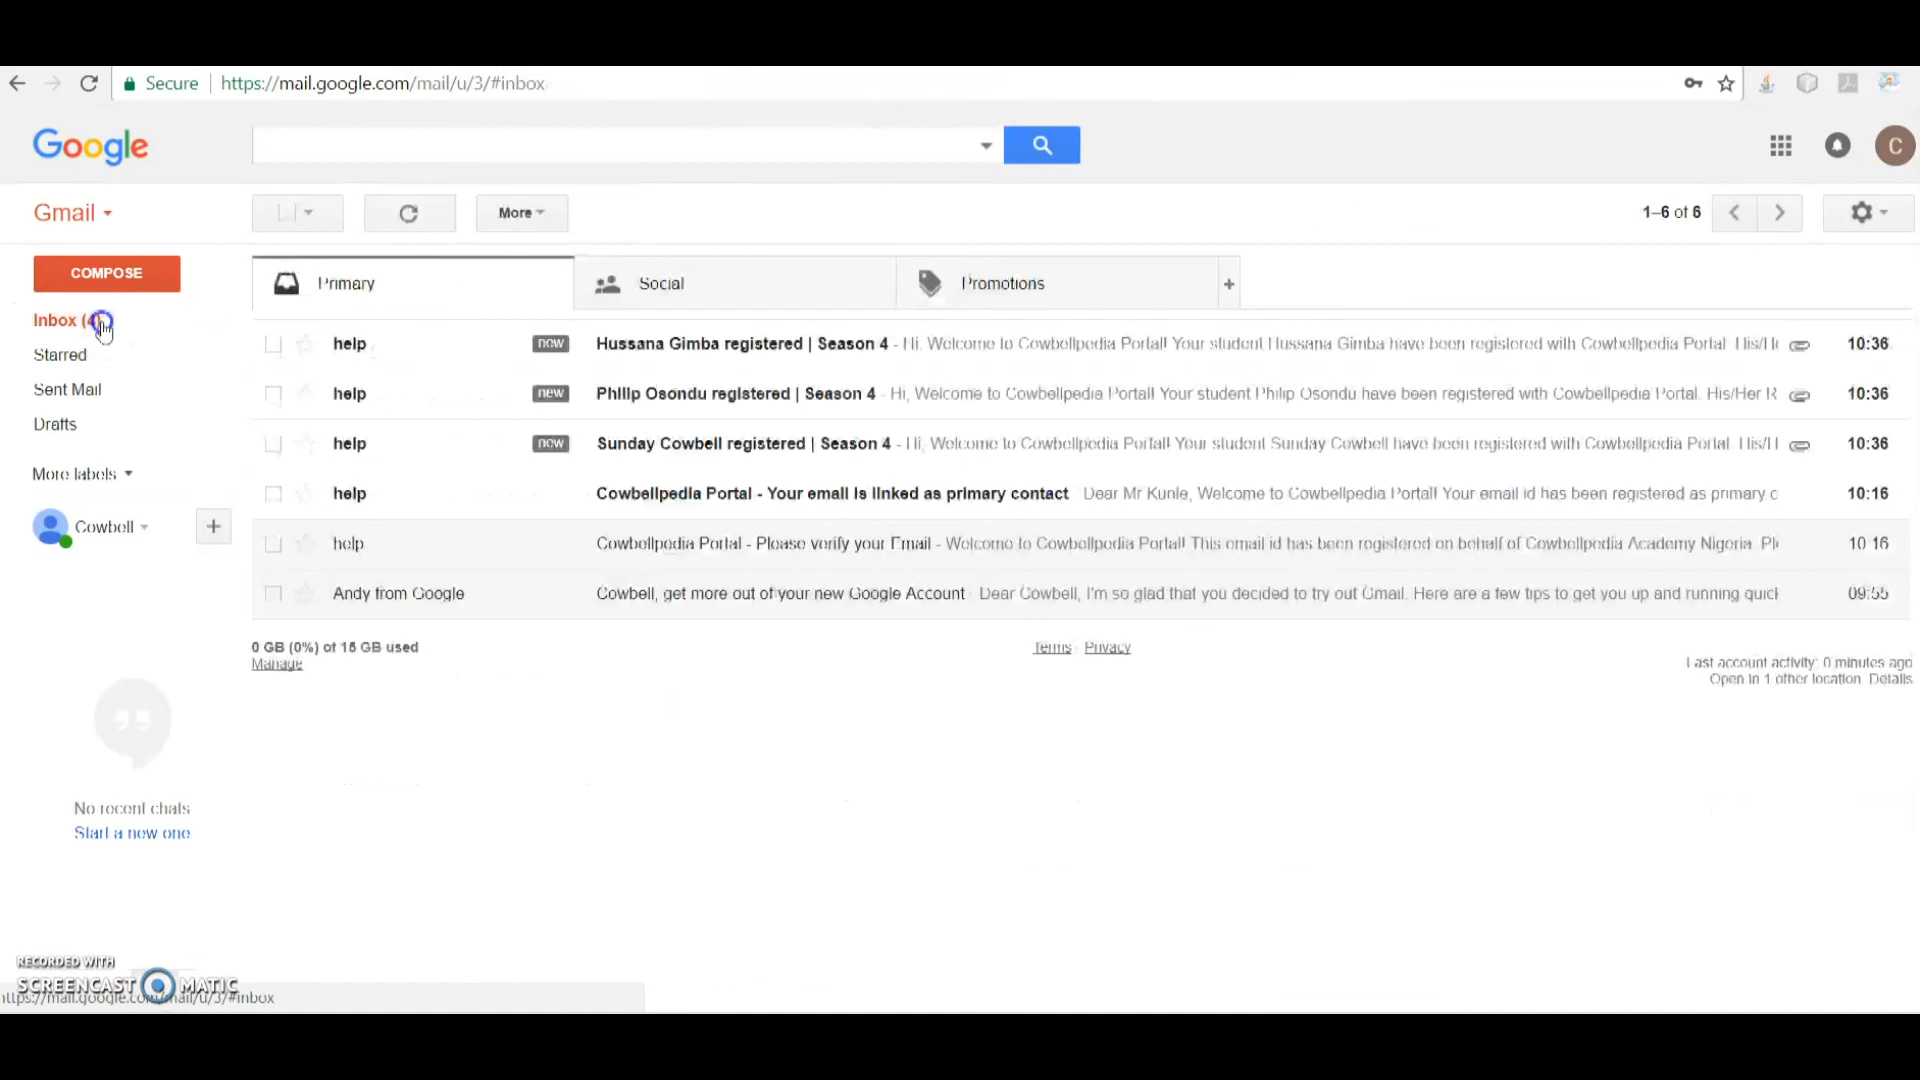 Secure | https://mail.google.com/mail/u/3/#inbox
Google
C
Gmail
More
1–6 of 6
COMPOSE
Primary
Social
Promotions
+
Inbox (4)
Starred
Sent Mail
Drafts
More labels
Cowbell
+
help new Hussana Gimba registered | Season 4 - Hi, Welcome to Cowbellpedia Portal! Your student Hussana Gimba have been registered with Cowbellpedia Portal. His/He 10:36
help new Philip Osondu registered | Season 4 - Hi, Welcome to Cowbellpedia Portal! Your student Philip Osondu have been registered with Cowbellpedia Portal. His/Her R 10:36
help new Sunday Cowbell registered | Season 4 - Hi, Welcome to Cowbellpedia Portal! Your student Sunday Cowbell have been registered with Cowbellpedia Portal. His/ 10:36
help Cowbellpedia Portal - Your email is linked as primary contact Dear Mr Kunle, Welcome to Cowbellpedia Portal! Your email id has been registered as primary c 10:16
help Cowbellpedia Portal - Please verify your Email - Welcome to Cowbellpedia Portal! This email id has been registered on behalf of Cowbellpedia Academy Nigeria. Pl 10:16
Andy from Google Cowbell, get more out of your new Google Account Dear Cowbell, I'm so glad that you decided to try out Gmail. Here are a few tips to get you up and running quick 09:55
0 GB (0%) of 15 GB used
Manage
Terms - Privacy
Last account activity: 0 minutes ago
Open in 1 other location Details
No recent chats
Start a new one
RECORDED WITH
SCREENCAST MATIC
https://mail.google.com/mail/u/3/#inbox